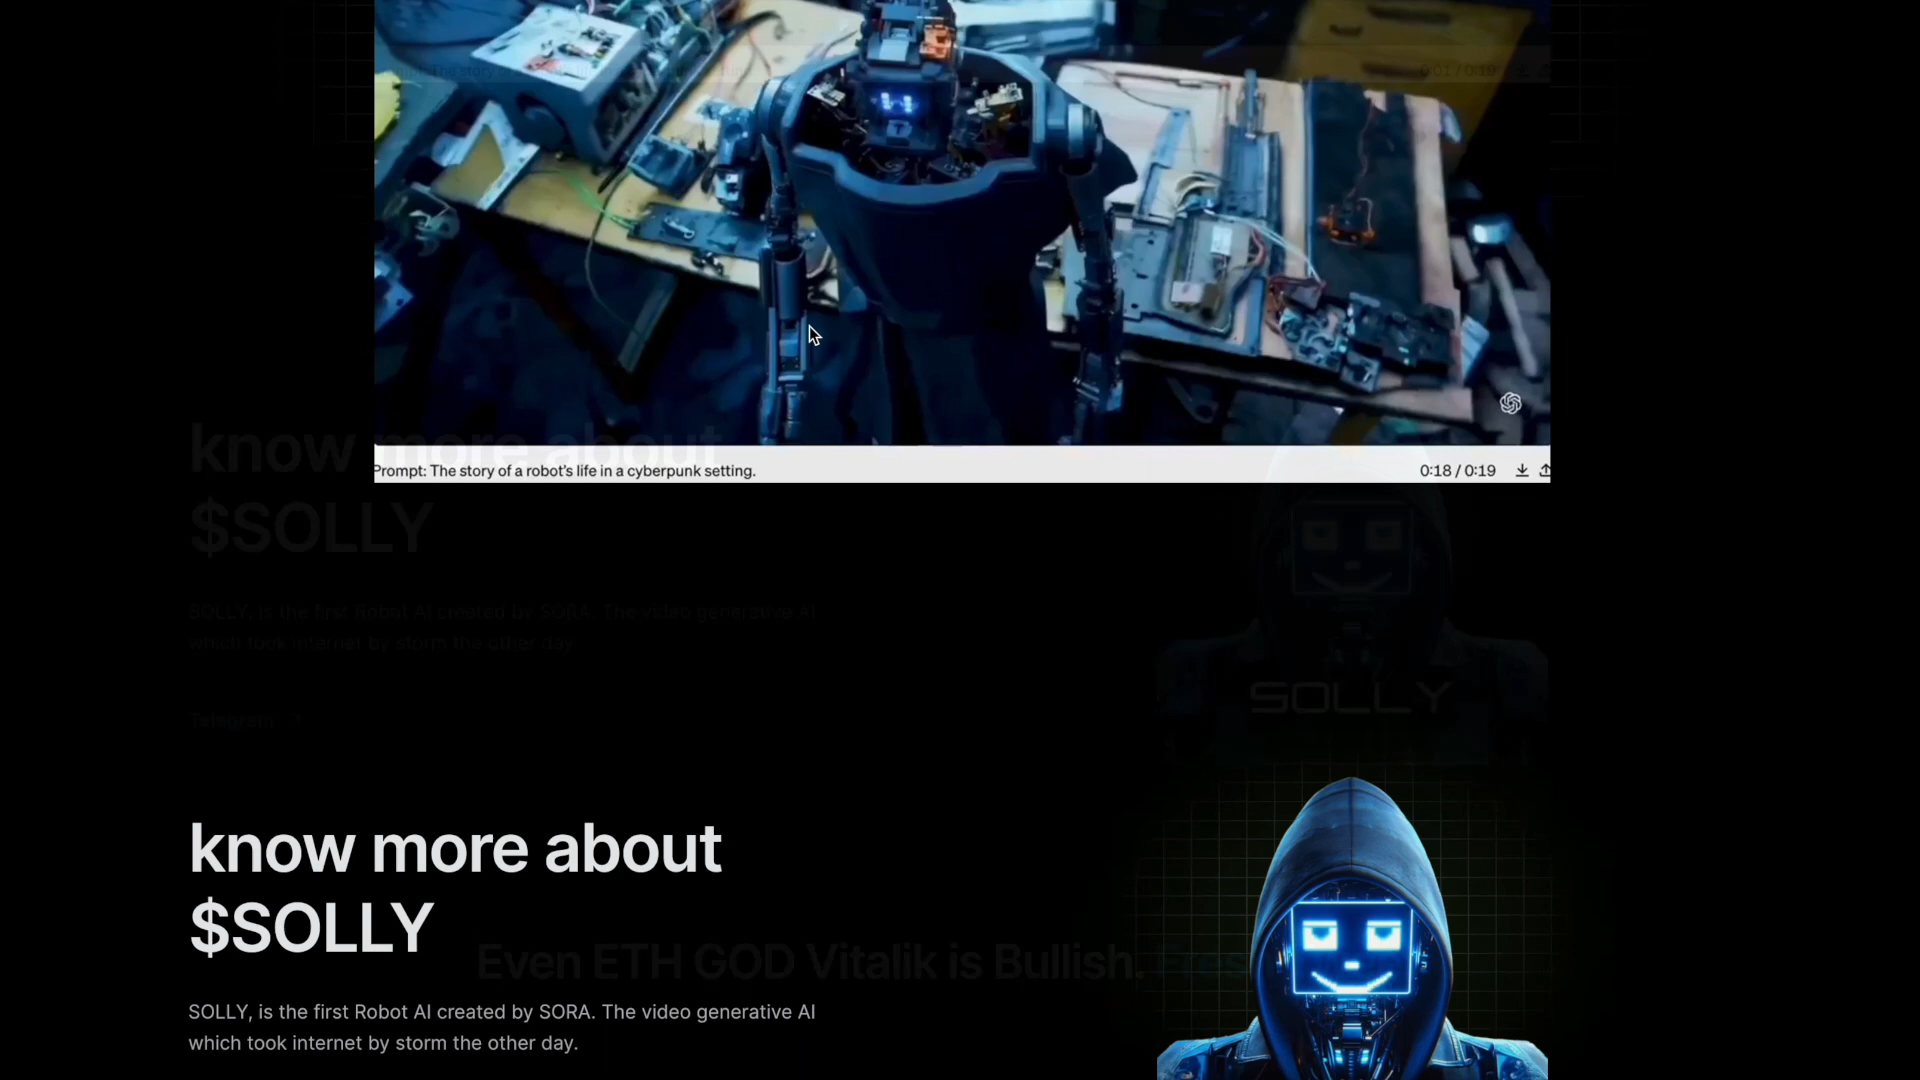 Prompt: The story of a robot's life in a cyberpunk setting.
0:18 / 0:19
know more about
$SOLLY
SOLLY, is the first Robot AI created by SORA. The video generative AI
which took internet by storm the other day
Telegram
SOLLY
know more about
$SOLLY
Even ETH GOD Vitalik is Bullish.
SOLLY, is the first Robot AI created by SORA. The video generative AI
which took internet by storm the other day.